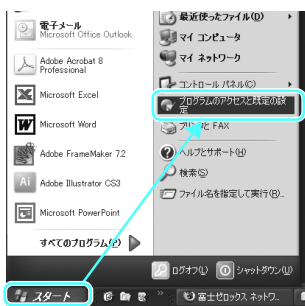 電子メール
Microsoft Office Outlook
Adobe Acrobat 8
Professional
Microsoft Excel
Microsoft Word
Adobe FrameMaker 7.2
Adobe Illustrator CS3
Microsoft PowerPoint
すべてのプログラム(P)
最近使ったファイル(D)
マイ コンピュータ
マイ ネットワーク
コントロール パネル(C)
プログラムのアクセスと既定の設
定
プリンタと FAX
ヘルプとサポート(H)
検索(S)
ファイル名を指定して実行(R)...
ログオフ(L)
シャットダウン(U)
スタート
富士ゼロックス ネットワ...